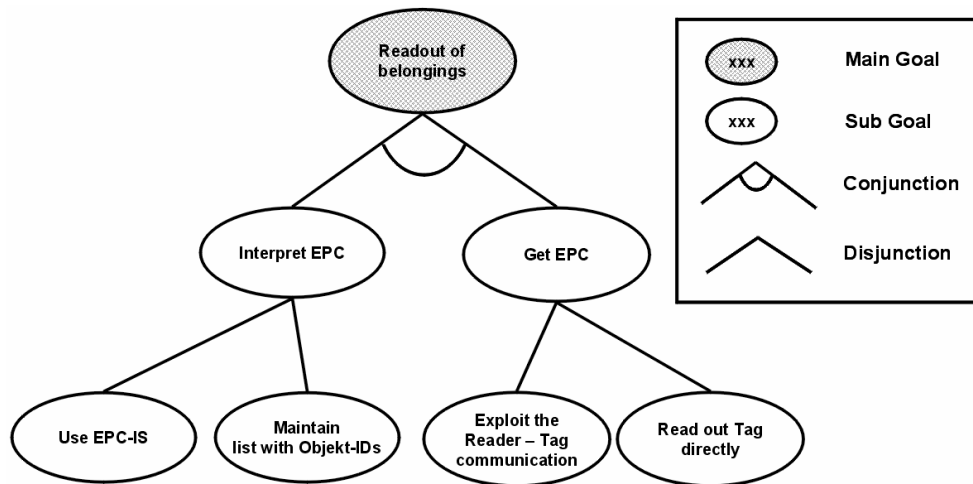 Readout of
belongings
xxx
Main Goal
xxx
Sub Goal
Conjunction
Disjunction
Interpret EPC
Get EPC
Use EPC-IS
Maintain
list with Objekt-IDs
Exploit the
Reader – Tag
communication
Read out Tag
directly